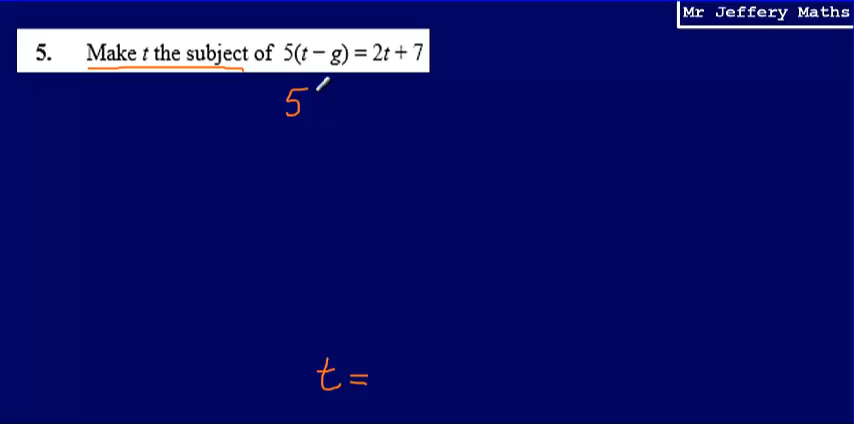 Mr Jeffery Maths
5. Make t the subject of 5(t − g) = 2t + 7
5
t =